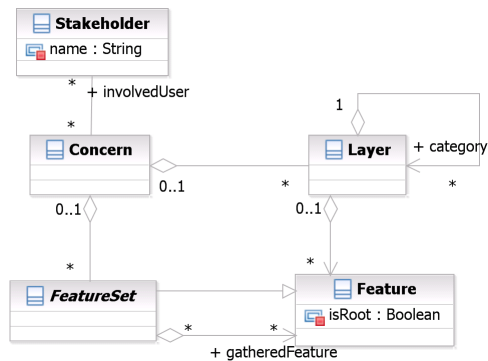 Stakeholder
name : String
*
+ involvedUser
*
1
Concern
Layer
+ category
0..1
*
*
0..1
0..1
*
*
FeatureSet
Feature
isRoot : Boolean
*
*
+ gatheredFeature